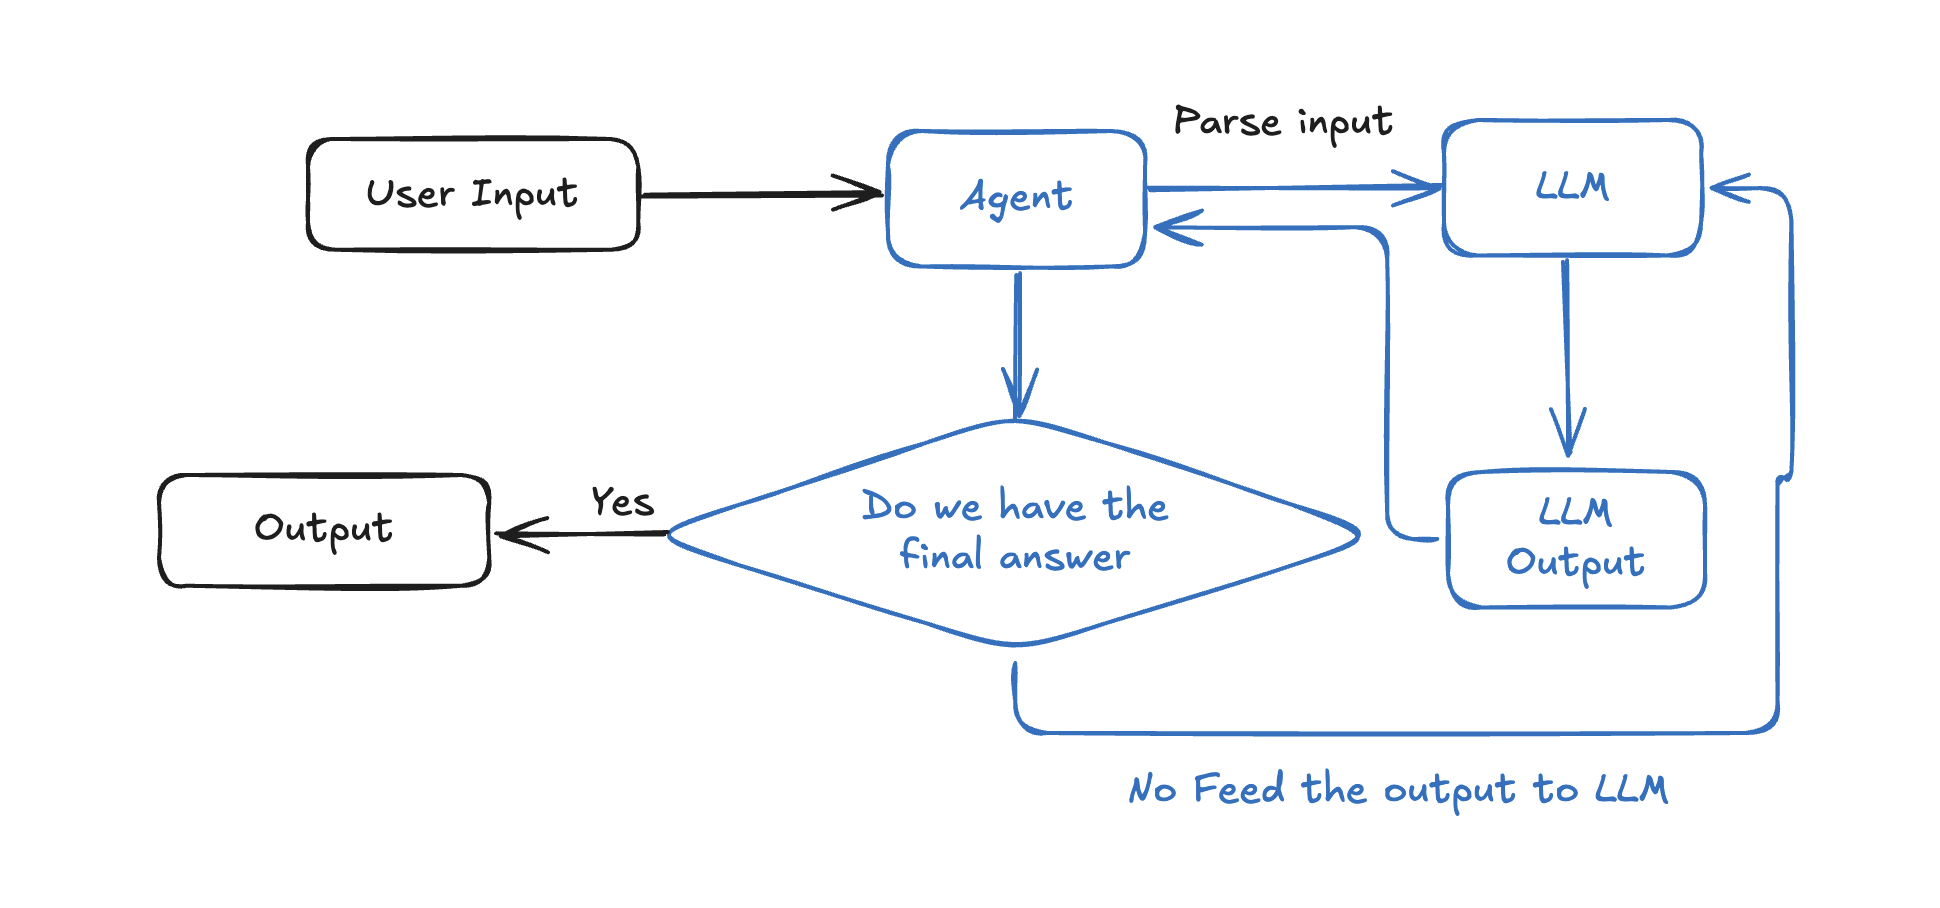 Parse input
User Input
Agent
LLM
Yes
Output
Do we have the
final answer
LLM
Output
No Feed the output to LLM